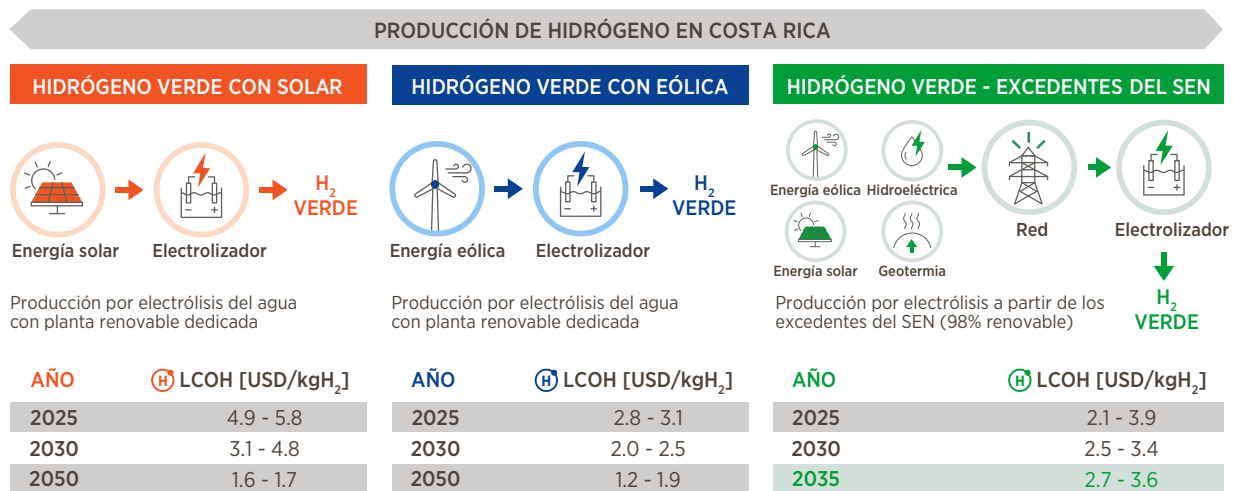 PRODUCCIÓN DE HIDRÓGENO EN COSTA RICA
HIDRÓGENO VERDE CON SOLAR
Energía solar
Electrolizador
H2
VERDE
Producción por electrólisis del agua
con planta renovable dedicada
AÑO
H LCOH [USD/kgH2]
2025 4.9 - 5.8
2030 3.1 - 4.8
2050 1.6 - 1.7
HIDRÓGENO VERDE CON EÓLICA
Energía eólica
Electrolizador
H2
VERDE
Producción por electrólisis del agua
con planta renovable dedicada
AÑO
H LCOH [USD/kgH2]
2025 2.8 - 3.1
2030 2.0 - 2.5
2050 1.2 - 1.9
HIDRÓGENO VERDE - EXCEDENTES DEL SEN
Energía eólica
Hidroeléctrica
Energía solar
Geotermia
Red
Electrolizador
H2
VERDE
Producción por electrólisis a partir de los
excedentes del SEN (98% renovable)
AÑO
H LCOH [USD/kgH2]
2025 2.1 - 3.9
2030 2.5 - 3.4
2035 2.7 - 3.6